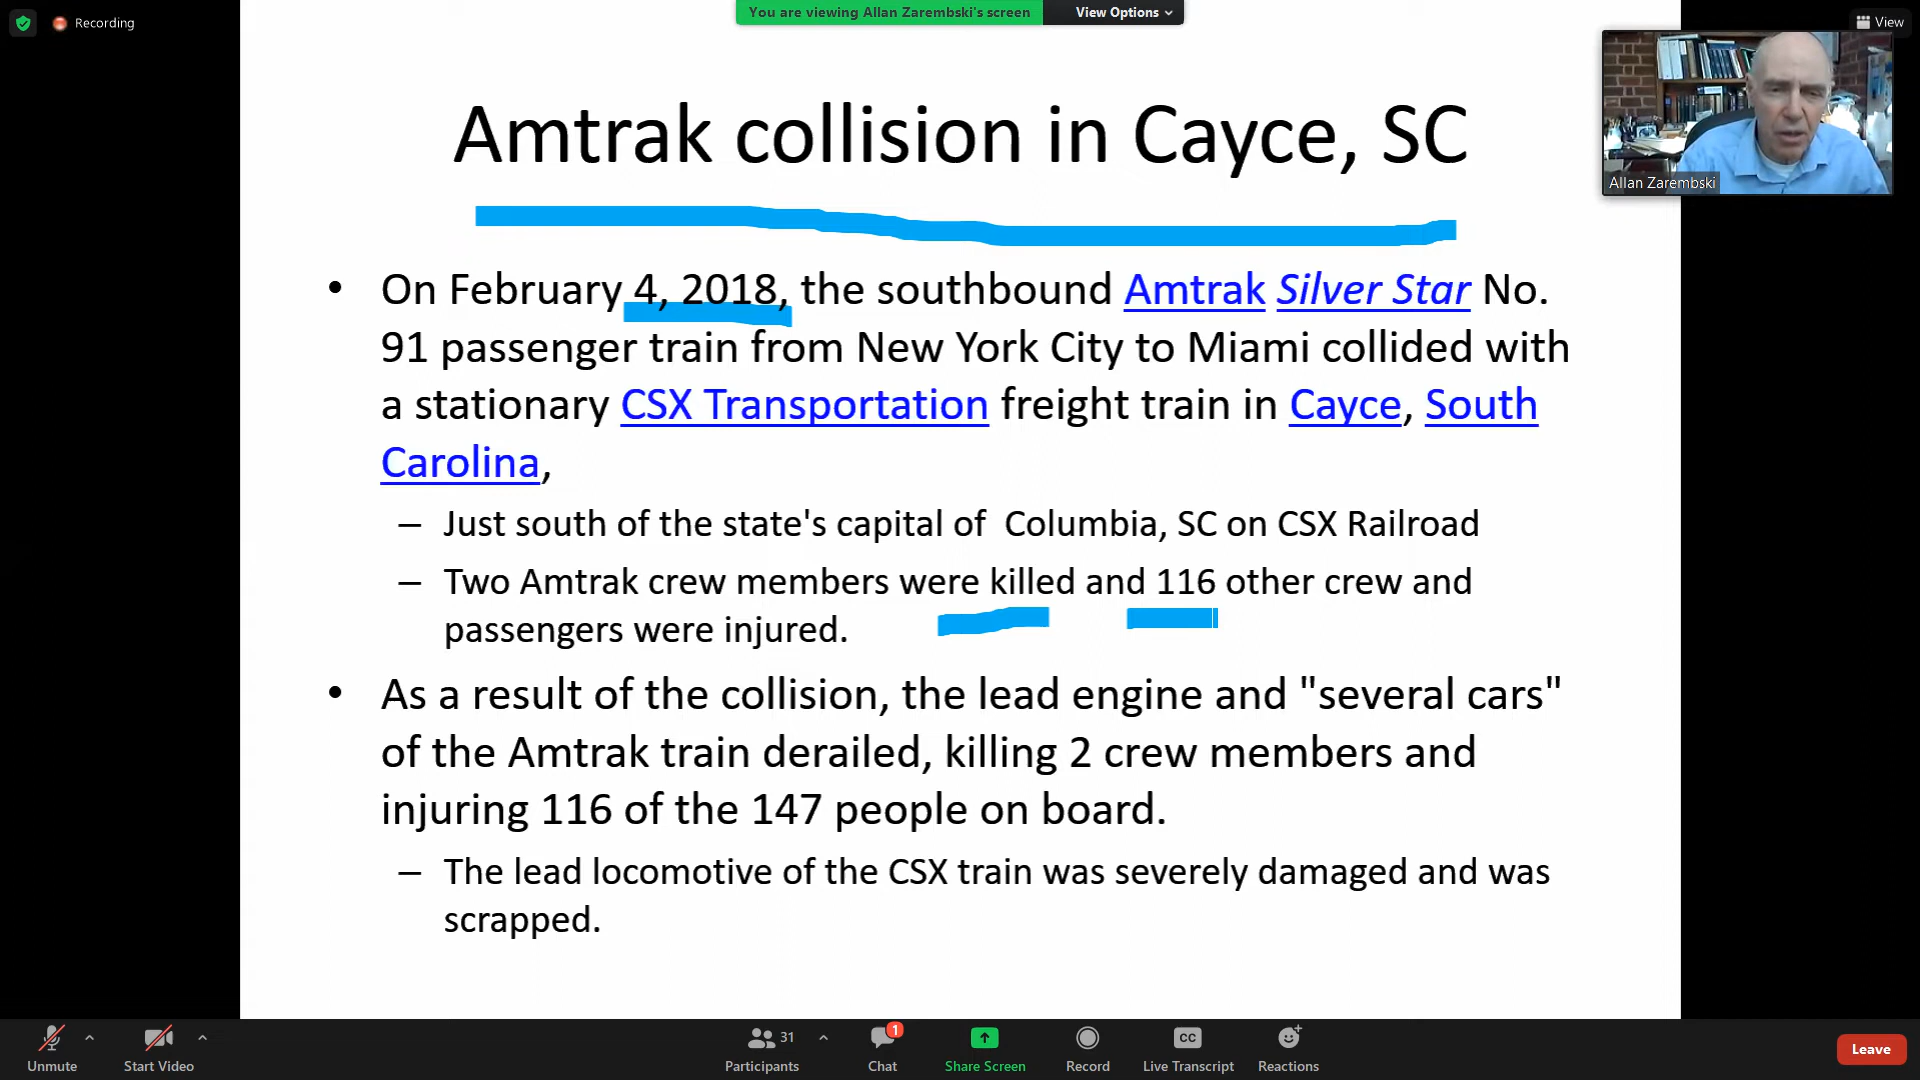 Recording
You are viewing Allan Zarembski's screen
View Options
View
Allan Zarembski
Amtrak collision in Cayce, SC
• On February 4, 2018, the southbound Amtrak Silver Star No.
91 passenger train from New York City to Miami collided with
a stationary CSX Transportation freight train in Cayce, South
Carolina,
– Just south of the state's capital of Columbia, SC on CSX Railroad
– Two Amtrak crew members were killed and 116 other crew and
passengers were injured.
• As a result of the collision, the lead engine and "several cars"
of the Amtrak train derailed, killing 2 crew members and
injuring 116 of the 147 people on board.
– The lead locomotive of the CSX train was severely damaged and was
scrapped.
Unmute
Start Video
31
Participants
1
Chat
Share Screen
Record
CC
Live Transcript
Reactions
Leave